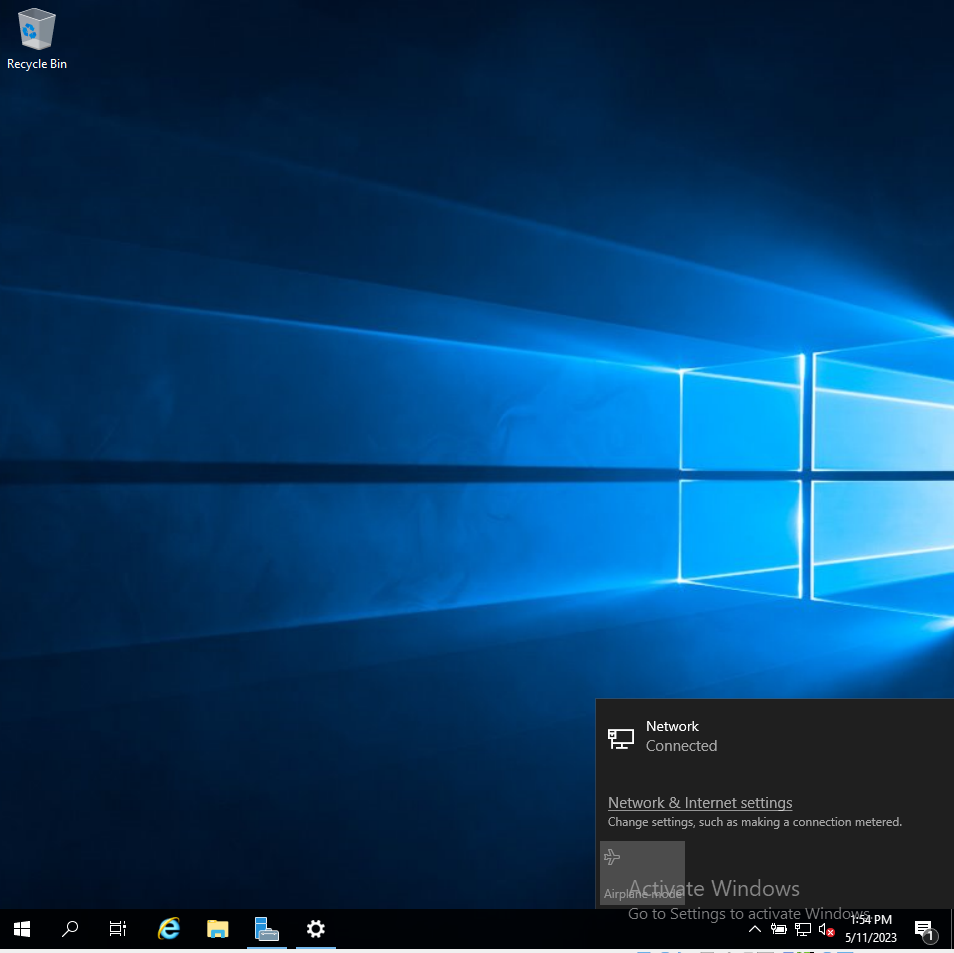 Recycle Bin
Network
Connected
Network & Internet settings
Change settings, such as making a connection metered.
Airplane mode
Activate Windows
Go to Settings to activate Windows.
1:54 PM
5/11/2023
1